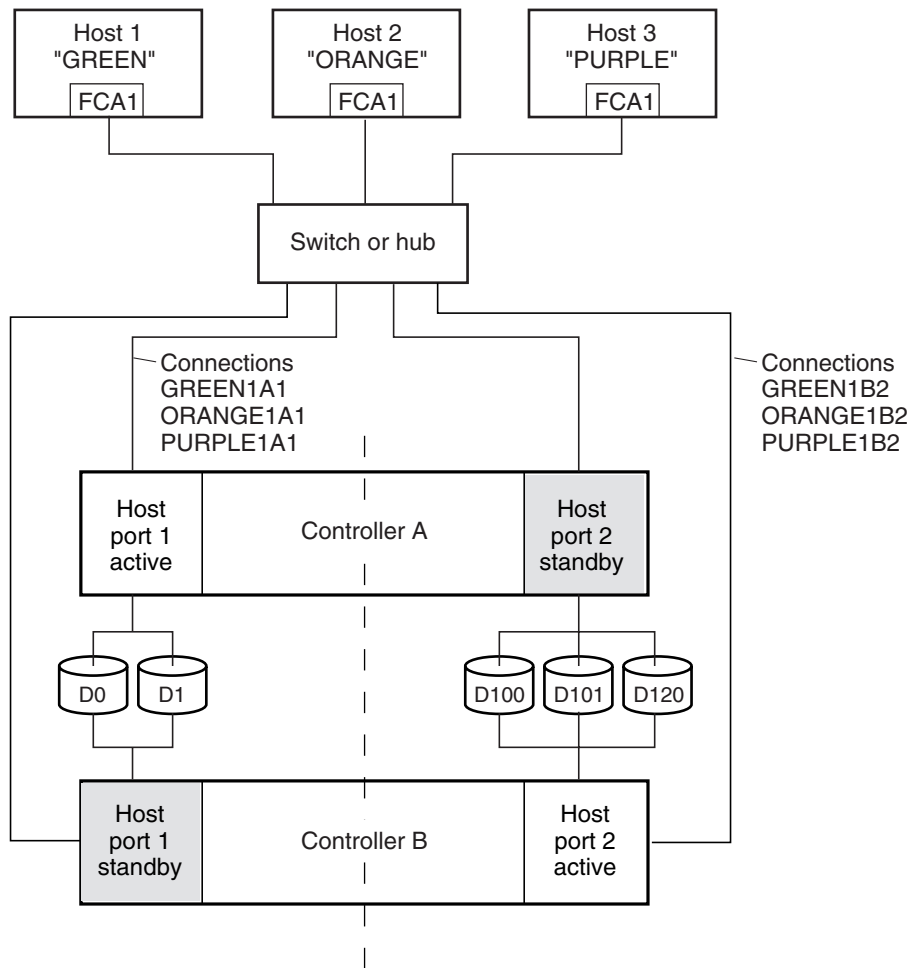 Host 1
"GREEN"
FCA1
Host 2
"ORANGE"
FCA1
Host 3
"PURPLE"
FCA1
Switch or hub
Connections
GREEN1A1
ORANGE1A1
PURPLE1A1
Connections
GREEN1B2
ORANGE1B2
PURPLE1B2
Host
port 1
active
Controller A
Host
port 2
standby
D0
D1
D100
D101
D120
Host
port 1
standby
Controller B
Host
port 2
active